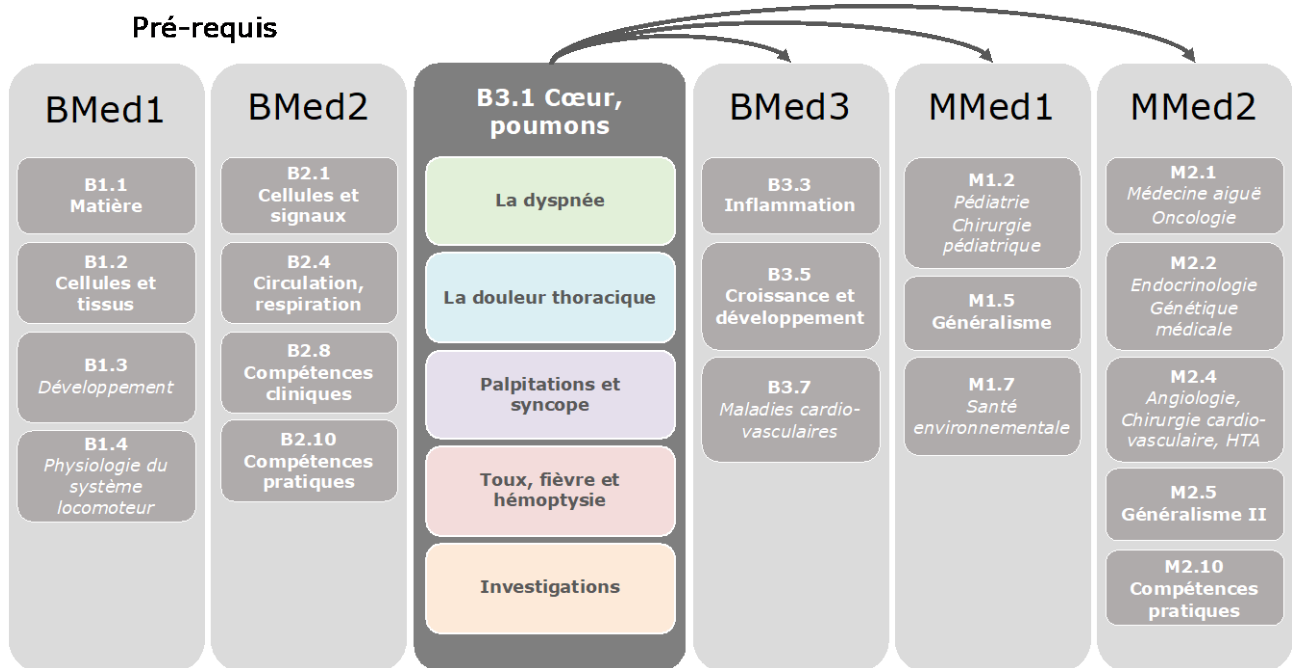 Pré-requis
BMed1
B1.1
Matière
B1.2
Cellules et
tissus
B1.3
Développement
B1.4
Physiologie du
système
locomoteur
BMed2
B2.1
Cellules et
signaux
B2.4
Circulation,
respiration
B2.8
Compétences
cliniques
B2.10
Compétences
pratiques
B3.1 Cœur,
poumons
La dyspnée
La douleur thoracique
Palpitations et
syncope
Toux, fièvre et
hémoptysie
Investigations
BMed3
B3.3
Inflammation
B3.5
Croissance et
développement
B3.7
Maladies cardio-
vasculaires
MMed1
M1.2
Pédiatrie
Chirurgie
pédiatrique
M1.5
Généralisme
M1.7
Santé
environnementale
MMed2
M2.1
Médecine aiguë
Oncologie
M2.2
Endocrinologie
Génétique
médicale
M2.4
Angiologie,
Chirurgie cardio-
vasculaire, HTA
M2.5
Généralisme II
M2.10
Compétences
pratiques